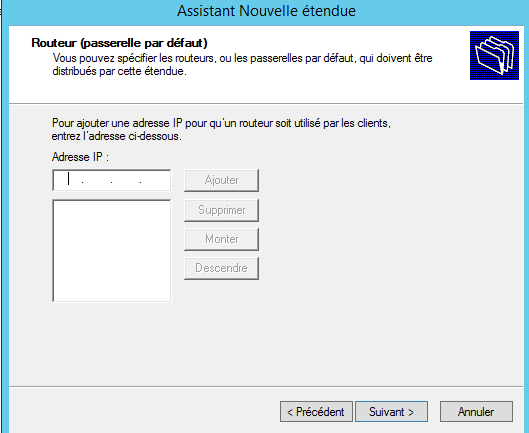 Assistant Nouvelle étendue
Routeur (passerelle par défaut)
Vous pouvez spécifier les routeurs, ou les passerelles par défaut, qui doivent être
distribués par cette étendue.
Pour ajouter une adresse IP pour qu'un routeur soit utilisé par les clients,
entrez l'adresse ci-dessous.
Adresse IP :
. . .
Ajouter
Supprimer
Monter
Descendre
< Précédent
Suivant >
Annuler